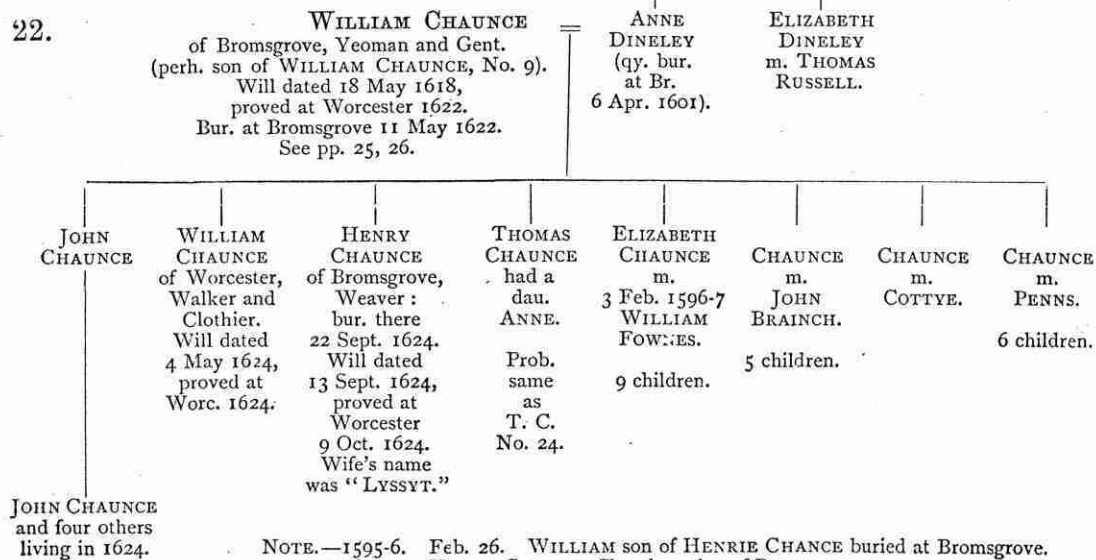 22.
WILLIAM CHAUNCE
of Bromsgrove, Yeoman and Gent.
(perh. son of WILLIAM CHAUNCE, No. 9).
Will dated 18 May 1618,
proved at Worcester 1622.
Bur. at Bromsgrove 11 May 1622.
See pp. 25, 26.
=
ANNE
DINELEY
(qy. bur.
at Br.
6 Apr. 1601).
ELIZABETH
DINELEY
m. THOMAS
RUSSELL.
JOHN
CHAUNCE
WILLIAM
CHAUNCE
of Worcester,
Walker and
Clothier.
Will dated
4 May 1624,
proved at
Worc. 1624.
HENRY
CHAUNCE
of Bromsgrove,
Weaver :
bur. there
22 Sept. 1624.
Will dated
13 Sept. 1624,
proved at
Worcester
9 Oct. 1624.
Wife's name
was "LYSSYT."
THOMAS
CHAUNCE
had a
dau.
ANNE.
Prob.
same
as
T. C.
No. 24.
ELIZABETH
CHAUNCE
m.
3 Feb. 1596-7
WILLIAM
9 children.
CHAUNCE
m.
JOHN
BRAINCH.
5 children.
CHAUNCE
m.
COTTYE.
CHAUNCE
m.
PENNS.
6 children.
JOHN CHAUNCE
and four others
living in 1624.
NOTE.—1595-6. Feb. 26. WILLIAM son of HENRIE CHANCE buried at Bromsgrove.